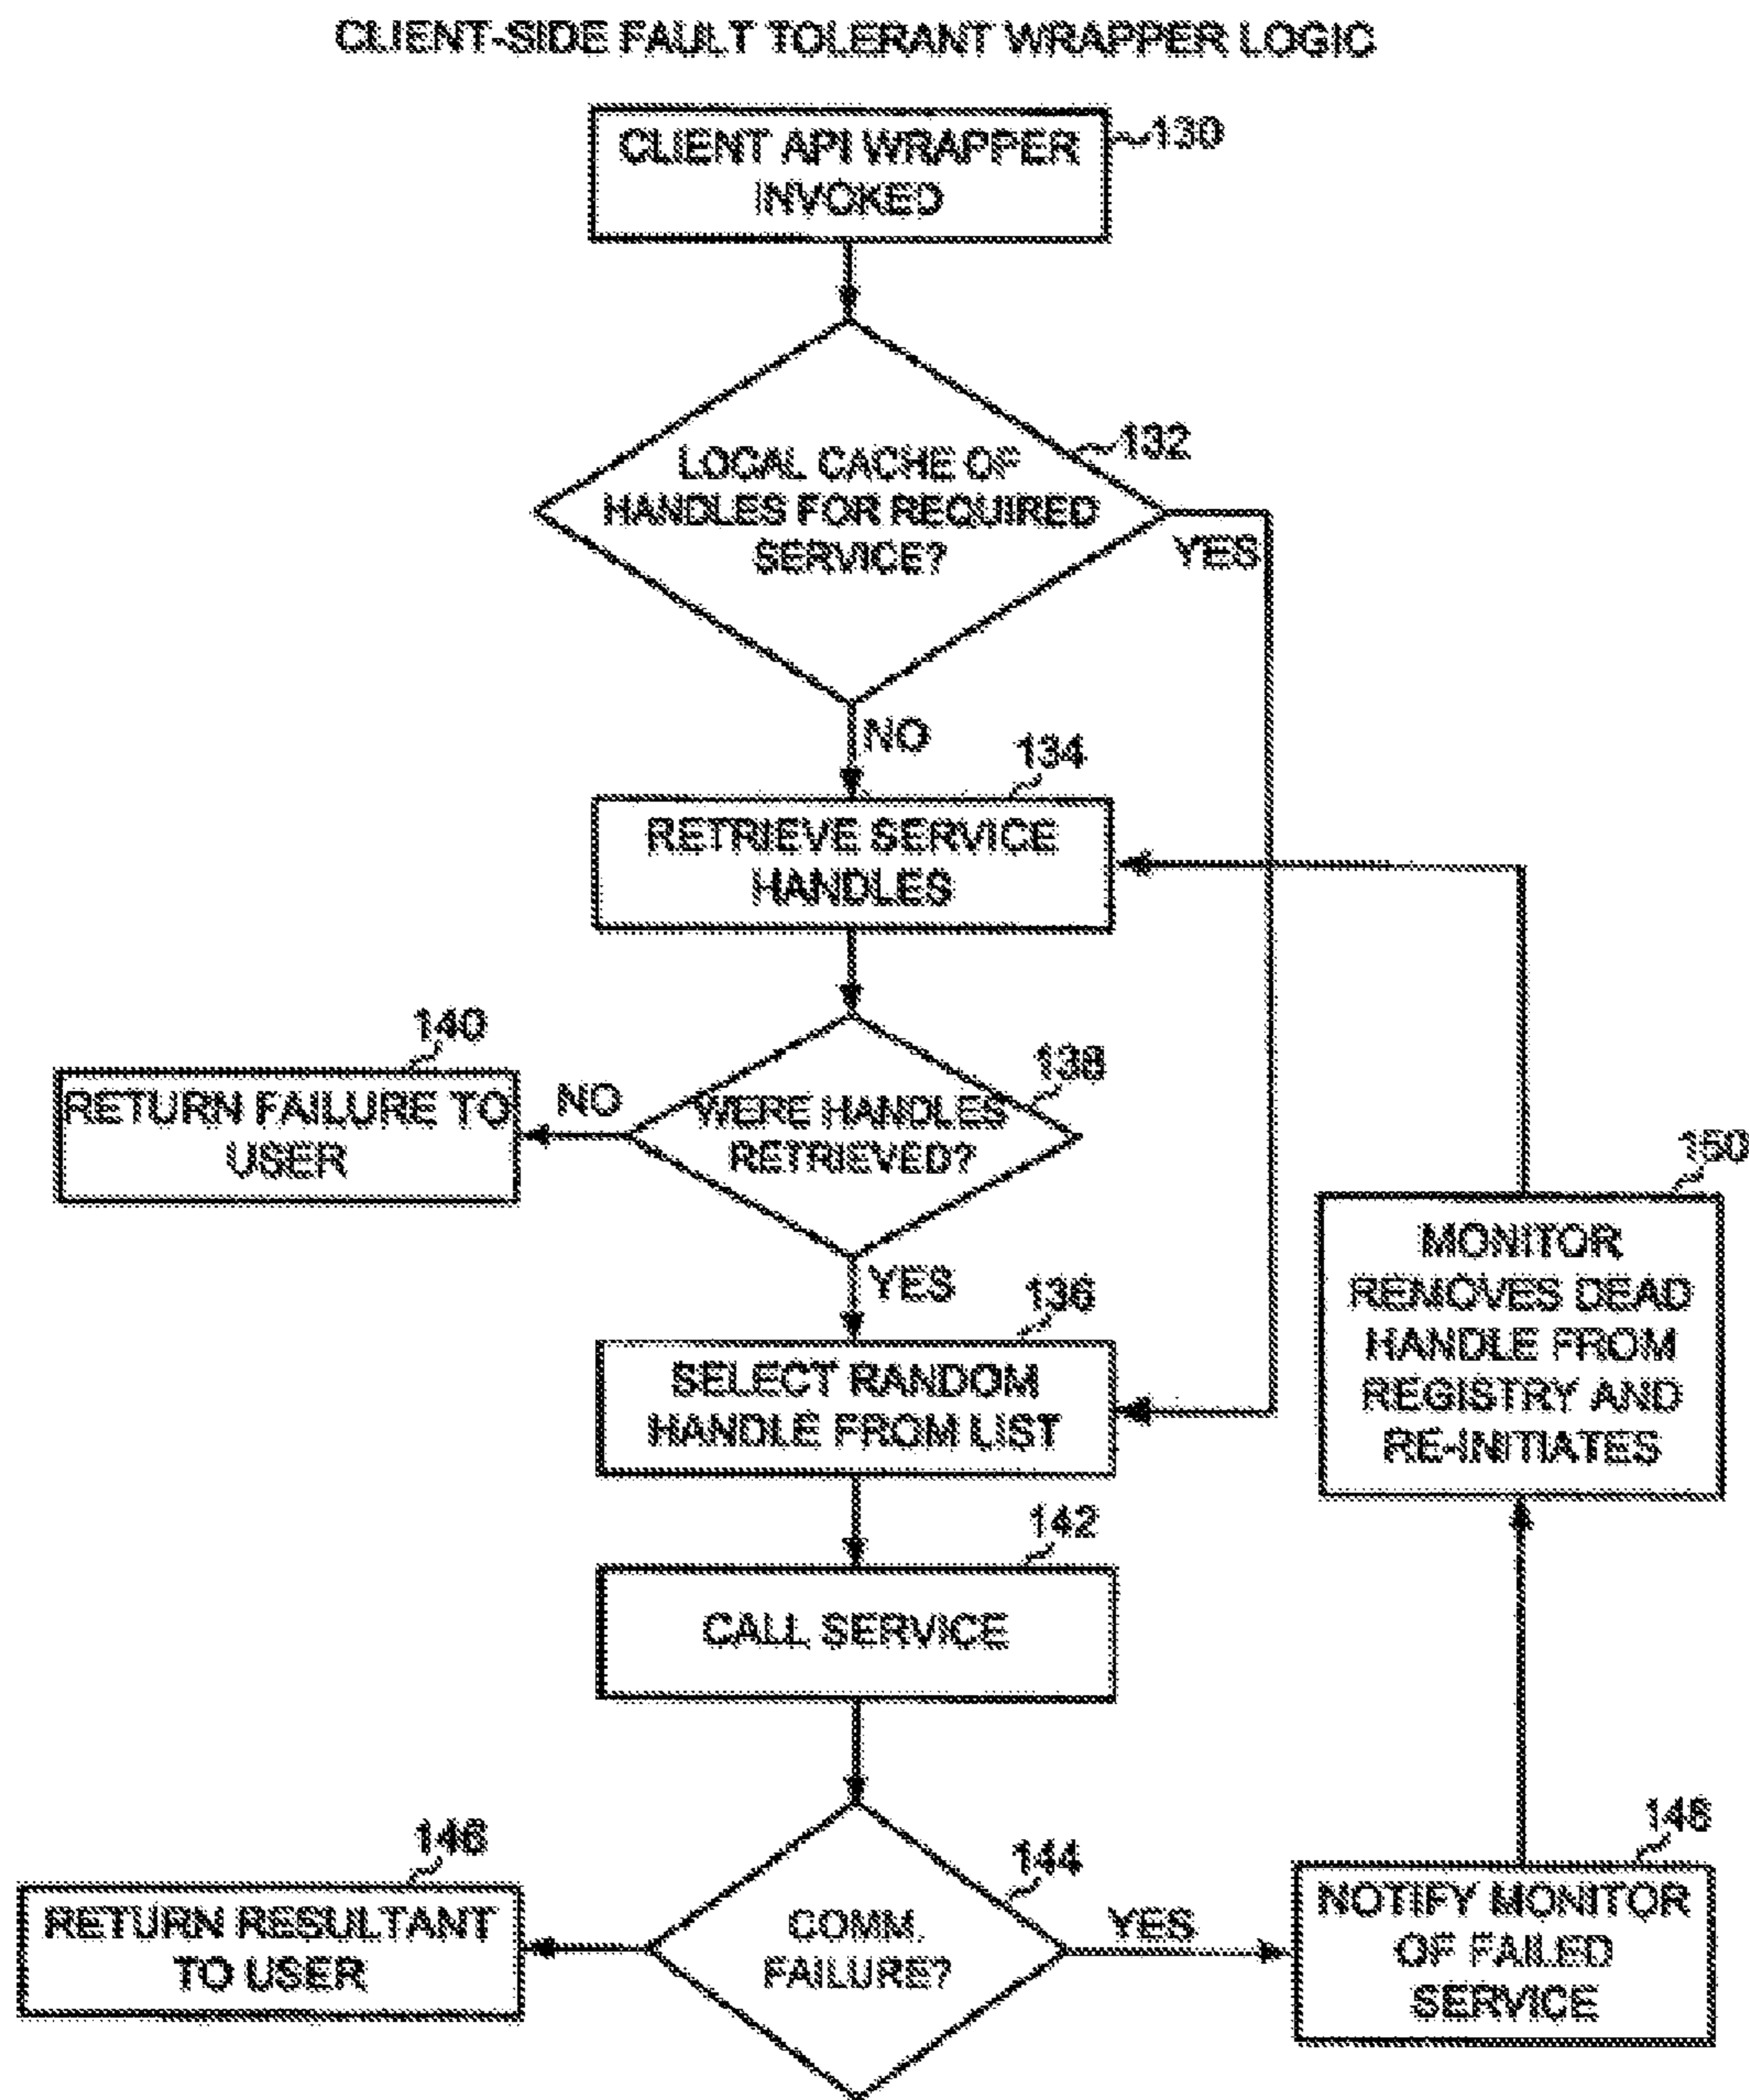 CLIENT-SIDE FAULT TOLERANT WRAPPER LOGIC
CLIENT API WRAPPER
INVOKED
130
LOCAL CACHE OF
HANDLES FOR REQUIRED
SERVICE?
132
YES
NO
134
RETRIEVE SERVICE
HANDLES
140
RETURN FAILURE TO
USER
NO
WERE HANDLES
RETRIEVED?
138
YES
136
SELECT RANDOM
HANDLE FROM LIST
150
MONITOR
REMOVES DEAD
HANDLE FROM
REGISTRY AND
RE-INITIATES
142
CALL SERVICE
146
RETURN RESULTANT
TO USER
COMM.
FAILURE?
144
YES
148
NOTIFY MONITOR
OF FAILED
SERVICE